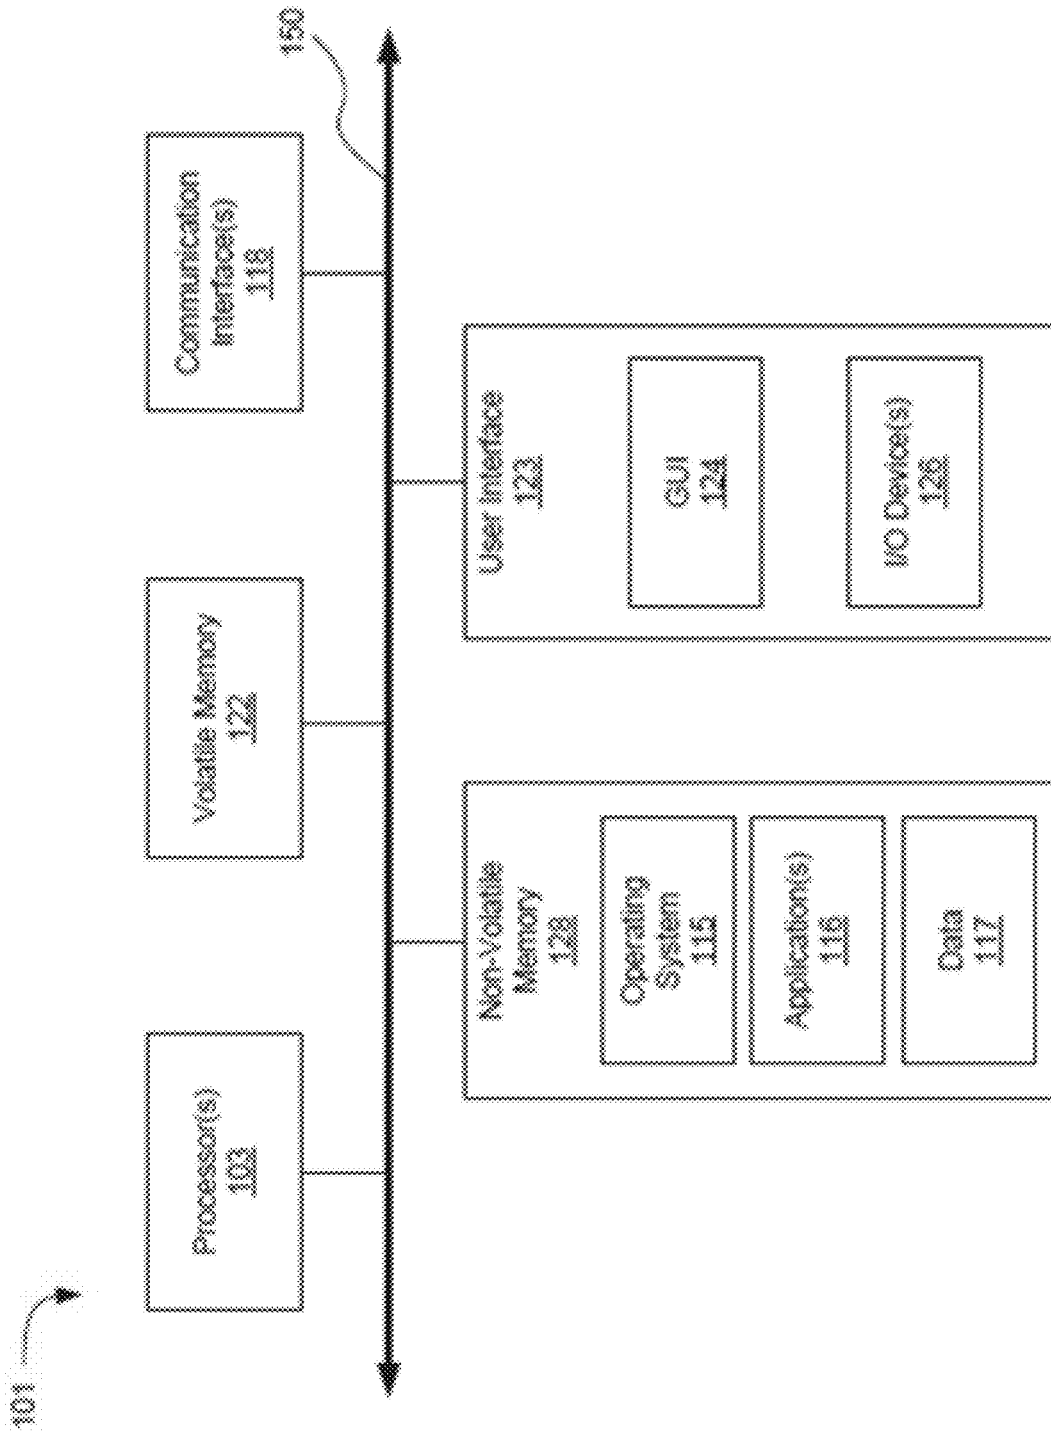 101
150
Processor(s)
103
Volatile Memory
122
Communication
Interface(s)
118
Non-Volatile
Memory
128
Operating
System
115
Application(s)
116
Data
117
User Interface
123
GUI
124
I/O Device(s)
126